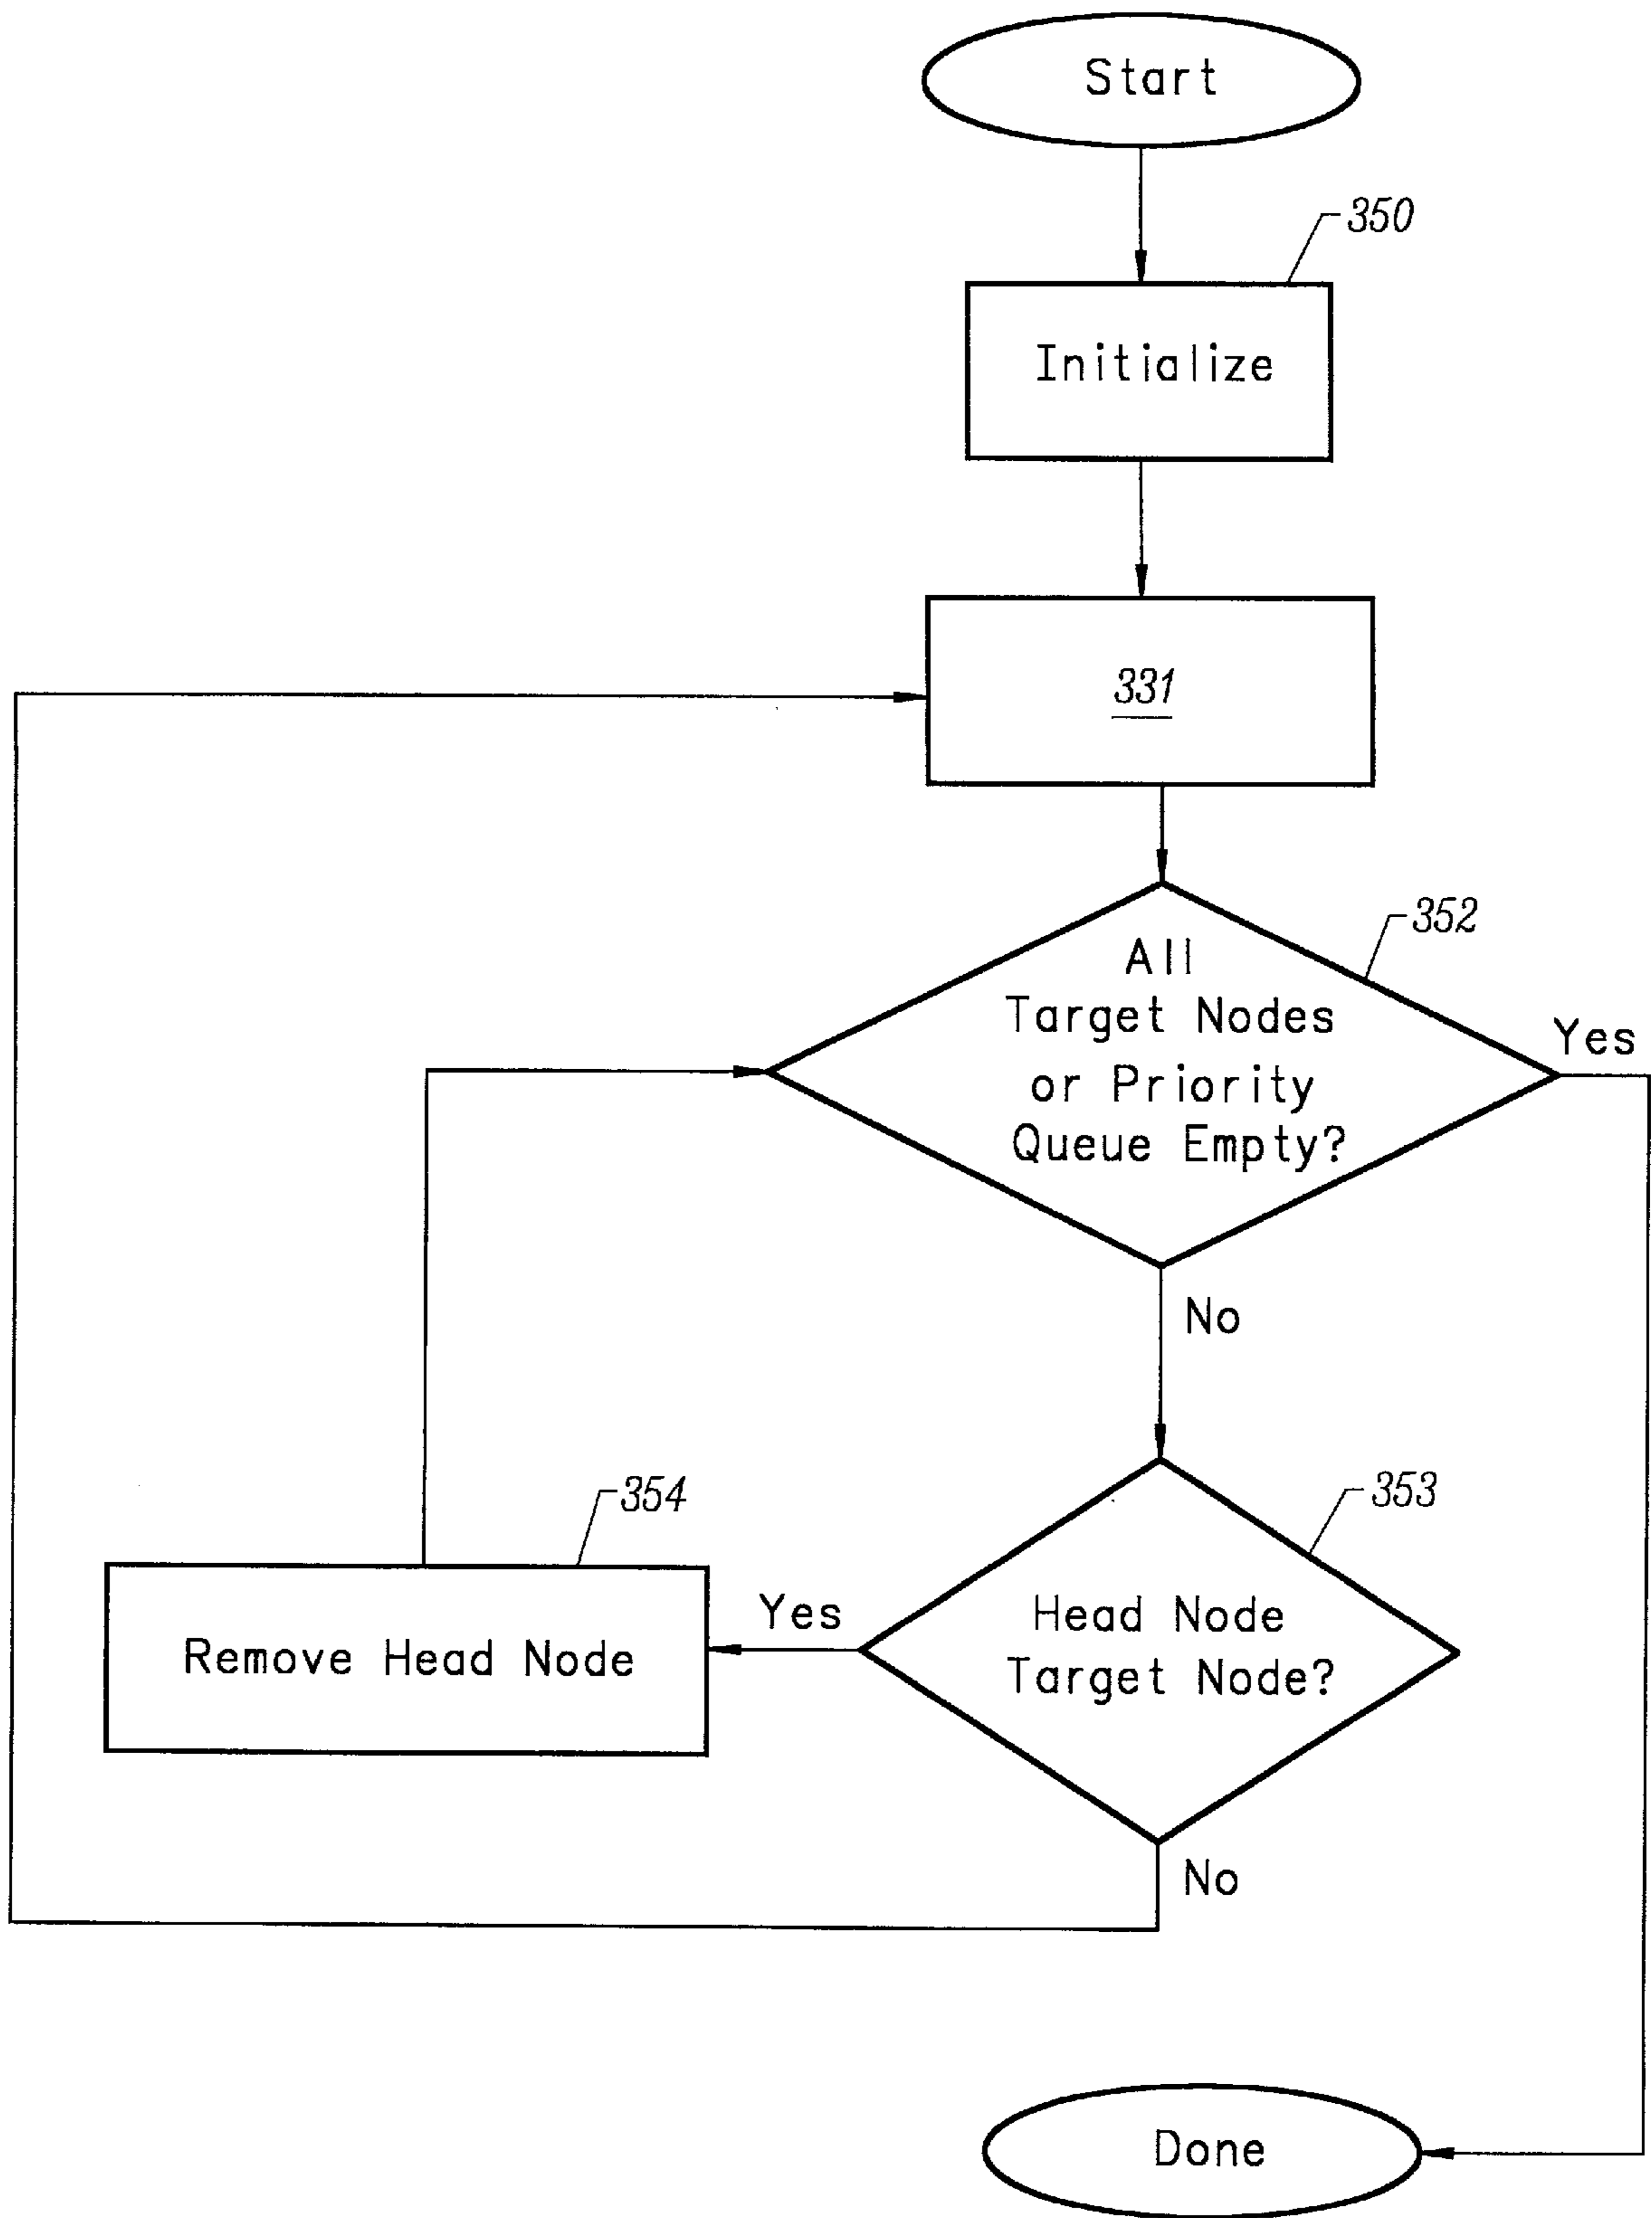 Start
350
Initialize
331
352
All
Target Nodes
or Priority
Queue Empty?
Yes
No
354
353
Remove Head Node
Yes
Head Node
Target Node?
No
Done